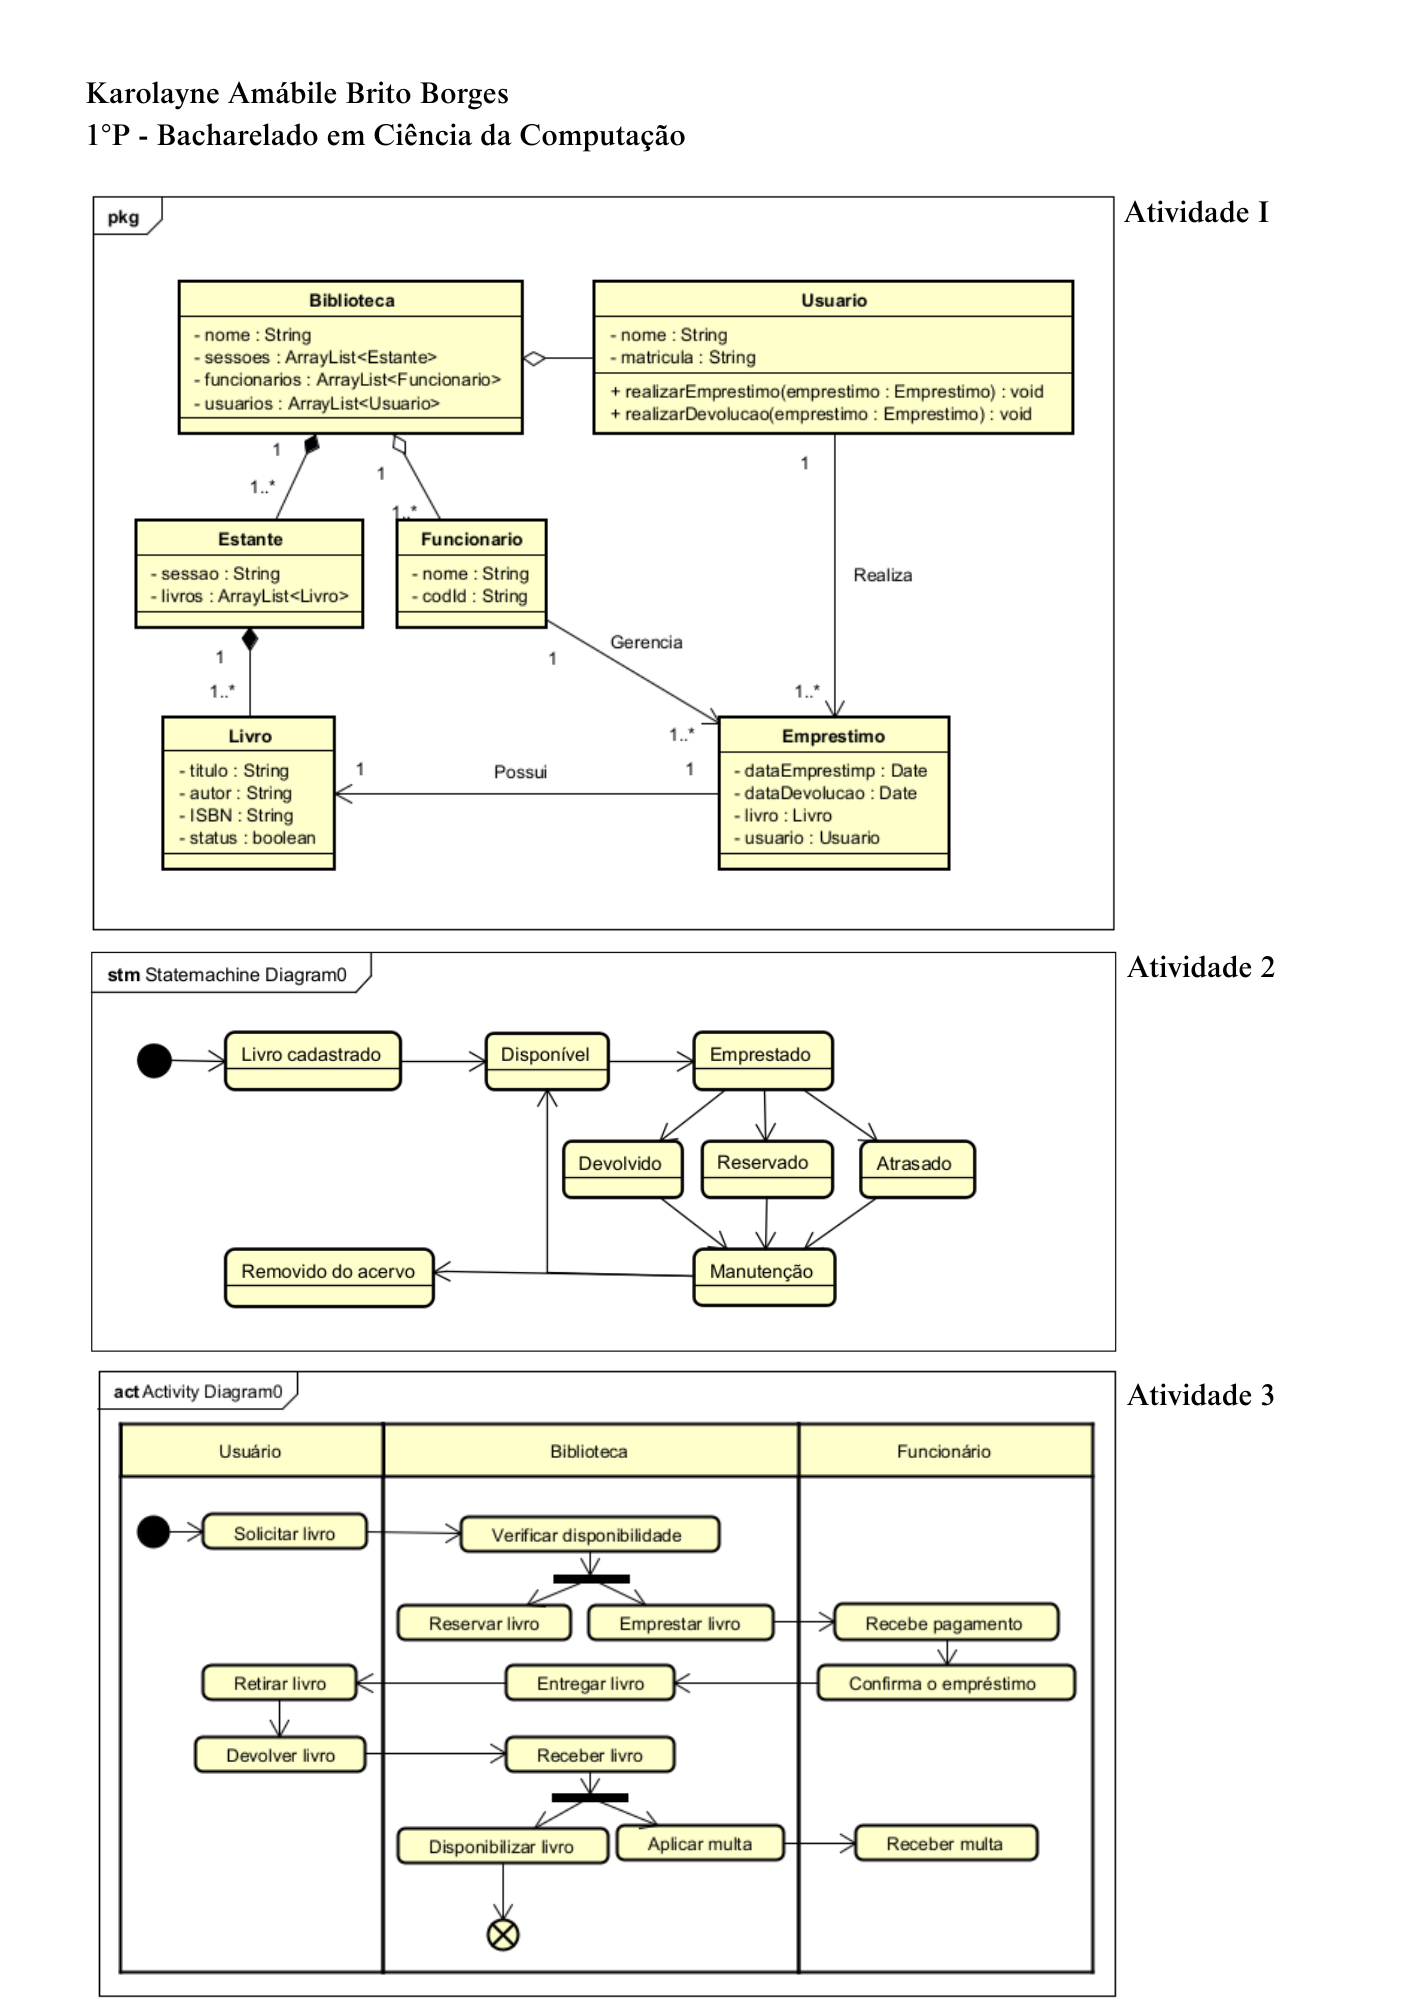 Karolayne Amábile Brito Borges
1°P - Bacharelado em Ciência da Computação
Atividade I
pkg
Biblioteca
- nome : String
- sessoes : ArrayList<Estante>
- funcionarios : ArrayList<Funcionario>
- usuarios : ArrayList<Usuario>
Usuario
- nome : String
- matricula : String
+ realizarEmprestimo(emprestimo : Emprestimo) : void
+ realizarDevolucao(emprestimo : Emprestimo) : void
1
1..*
1
1..*
1
Estante
- sessao : String
- livros : ArrayList<Livro>
Funcionario
- nome : String
- codId : String
Realiza
Gerencia
1
1..*
1
1..*
1..*
Livro
- titulo : String
- autor : String
- ISBN : String
- status : boolean
1
Possui
1
Emprestimo
- dataEmprestimp : Date
- dataDevolucao : Date
- livro : Livro
- usuario : Usuario
Atividade 2
stm Statemachine Diagram0
Livro cadastrado
Disponível
Emprestado
Devolvido
Reservado
Atrasado
Removido do acervo
Manutenção
Atividade 3
act Activity Diagram0
Usuário
Biblioteca
Funcionário
Solicitar livro
Verificar disponibilidade
Reservar livro
Emprestar livro
Recebe pagamento
Retirar livro
Entregar livro
Confirma o empréstimo
Devolver livro
Receber livro
Disponibilizar livro
Aplicar multa
Receber multa